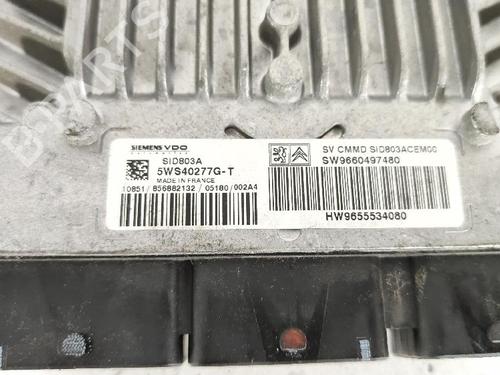 SIEMENS VDO
SID803A
5WS40277G-T
MADE IN FRANCE
10851/856882132 /05180/002A4
SV CMMD SID803ACEM00
SW9660497480
HW9655534080